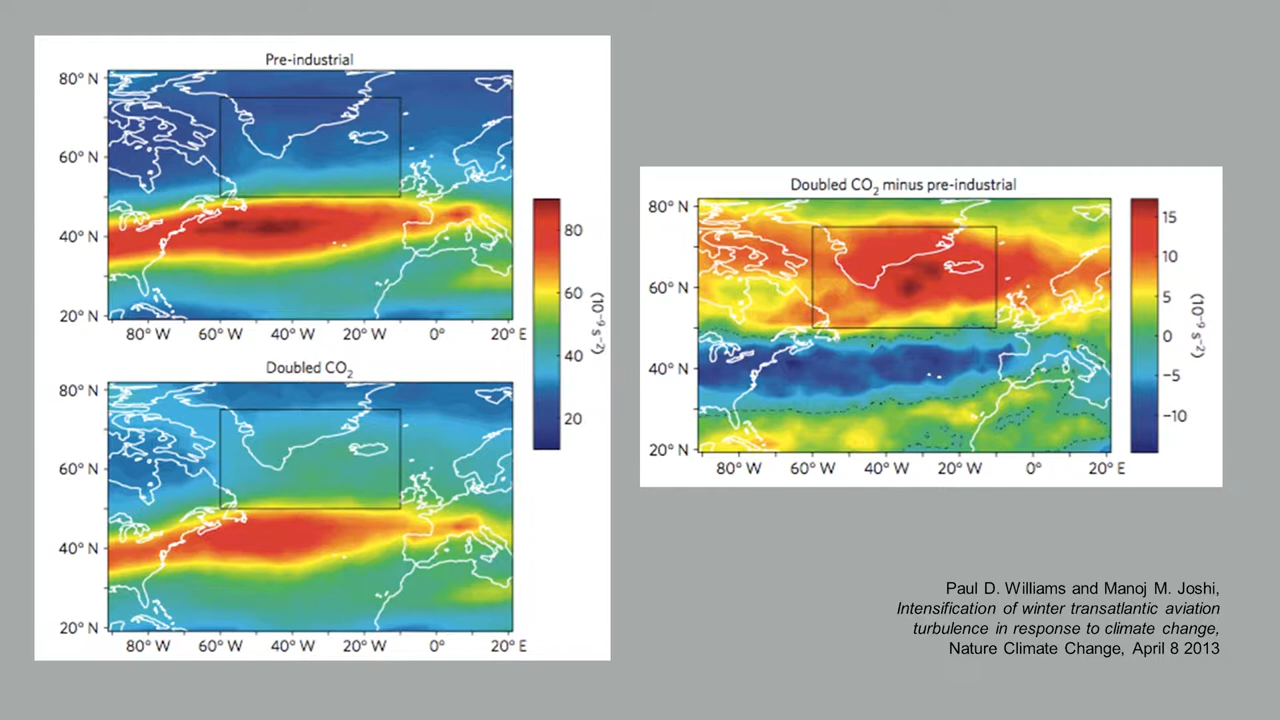 Pre-industrial
80° N
60° N
40° N
20° N
80° W 60° W 40° W 20° W 0° 20° E
Doubled CO₂
80° N
60° N
40° N
20° N
80° W 60° W 40° W 20° W 0° 20° E
80
60
40
20
(10⁻⁹ s⁻²)
Doubled CO₂ minus pre-industrial
80° N
60° N
40° N
20° N
80° W 60° W 40° W 20° W 0° 20° E
15
10
5
0
−5
−10
(10⁻⁹ s⁻²)
Paul D. Williams and Manoj M. Joshi,
Intensification of winter transatlantic aviation
turbulence in response to climate change,
Nature Climate Change, April 8 2013